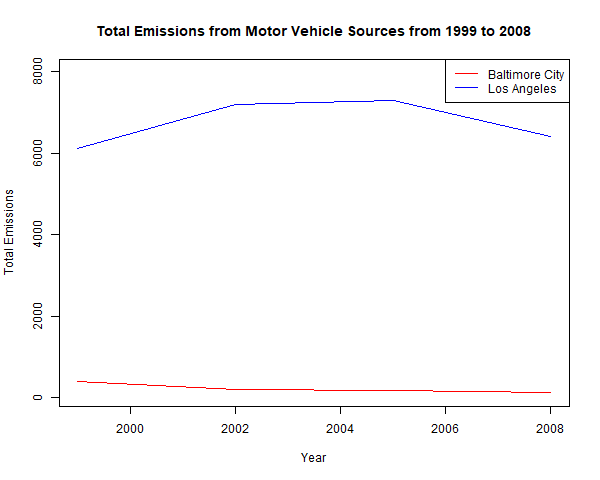 Total Emissions from Motor Vehicle Sources from 1999 to 2008
Baltimore City
Los Angeles
8000
6000
4000
2000
0
Total Emissions
2000
2002
2004
2006
2008
Year